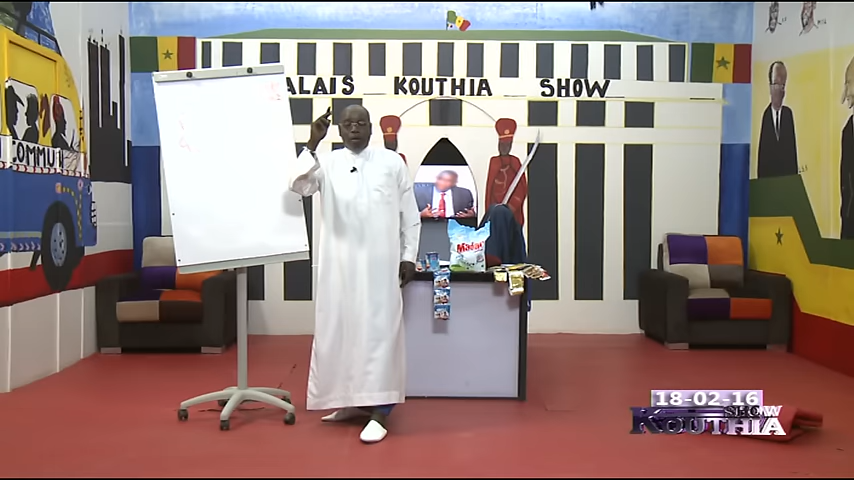 ALAIS KOUTHIA SHOW
COMMU
Madar
18-02-16
SHOW
KOUTHIA